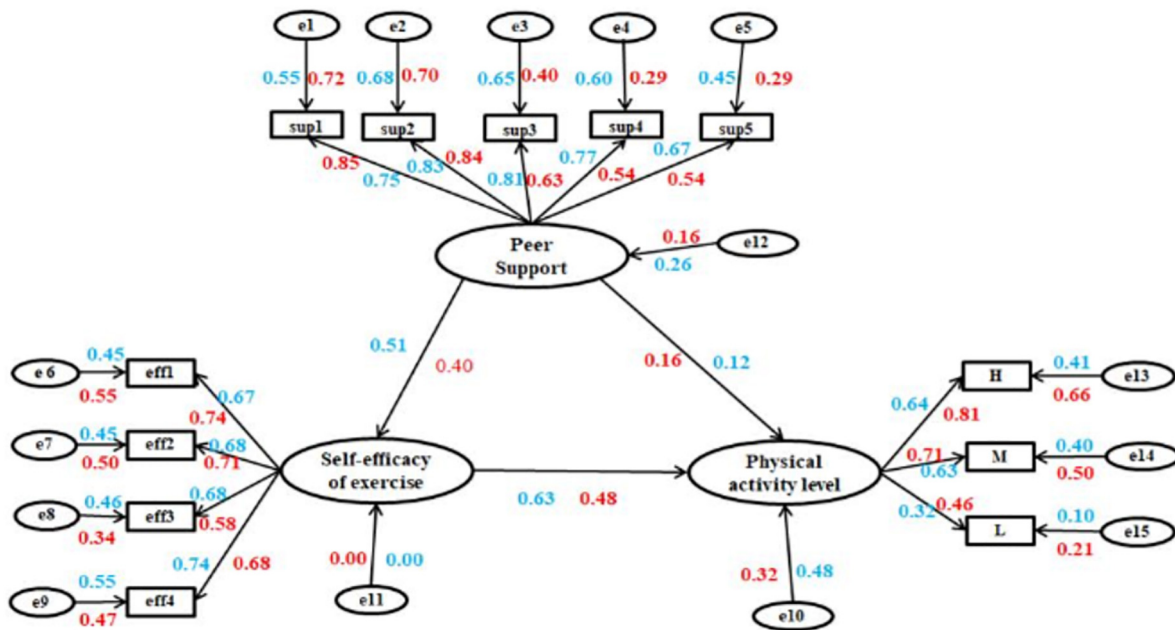 e1 e2 e3 e4 e5
0.55 0.72 0.68 0.70 0.65 0.40 0.60 0.29 0.45 0.29
sup1 sup2 sup3 sup4 sup5
0.85 0.75 0.83 0.84 0.81 0.63 0.77 0.54 0.67 0.54
Peer
Support
0.16
0.26
e12
0.51 0.40
0.16 0.12
e 6 0.45 0.55 eff1 0.67 0.74
e7 0.45 0.50 eff2 0.68 0.71
e8 0.46 0.34 eff3 0.68 0.58
e9 0.55 0.47 eff4 0.74 0.68
Self-efficacy
of exercise
0.63 0.48
Physical
activity level
0.64 0.81 H 0.41 0.66 e13
0.71 0.63 M 0.40 0.50 e14
0.46 0.32 L 0.10 0.21 e15
0.00 0.00
e11
0.32 0.48
e10